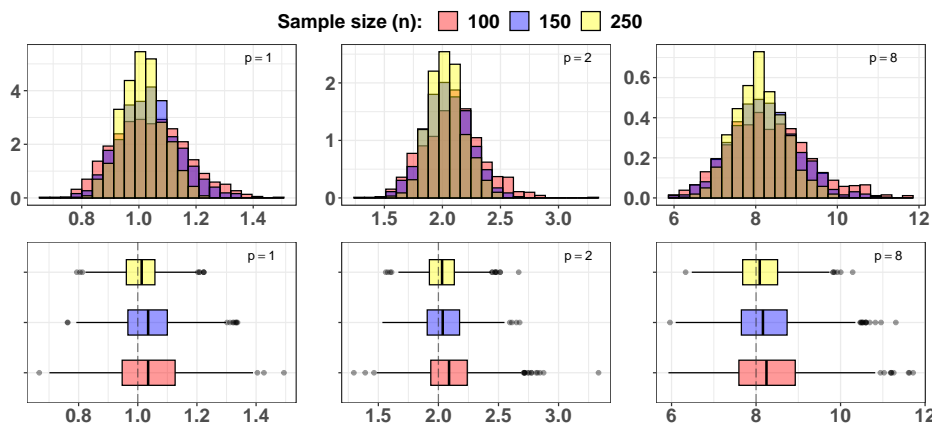 Sample size (n): 100 150 250
p = 1
p = 2
p = 8
4
2
0
2
1
0
0.6
0.4
0.2
0.0
0.8 1.0 1.2 1.4
1.5 2.0 2.5 3.0
6 8 10 12
p = 1
p = 2
p = 8
0.8 1.0 1.2 1.4
1.5 2.0 2.5 3.0
6 8 10 12